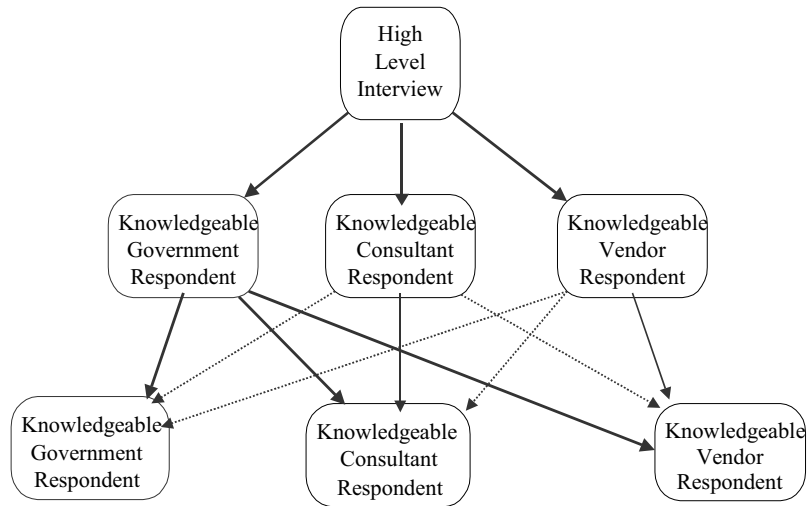 High
Level
Interview
Knowledgeable
Government
Respondent
Knowledgeable
Consultant
Respondent
Knowledgeable
Vendor
Respondent
Knowledgeable
Government
Respondent
Knowledgeable
Consultant
Respondent
Knowledgeable
Vendor
Respondent